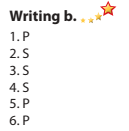 Writing b.
1. P
2. S
3. S
4. S
5. P
6. P